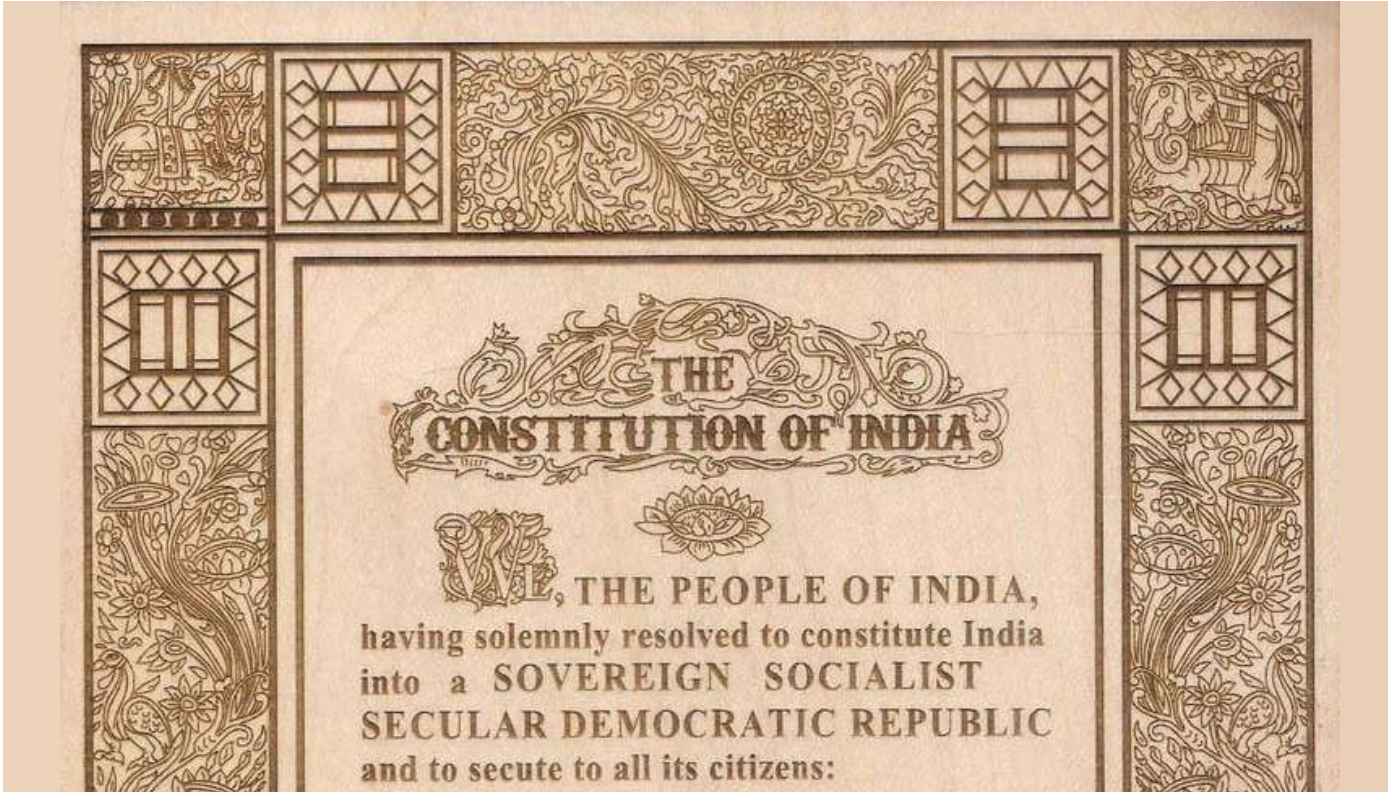 THE
CONSTITUTION OF INDIA
WE, THE PEOPLE OF INDIA,
having solemnly resolved to constitute India
into a SOVEREIGN SOCIALIST
SECULAR DEMOCRATIC REPUBLIC
and to secute to all its citizens: